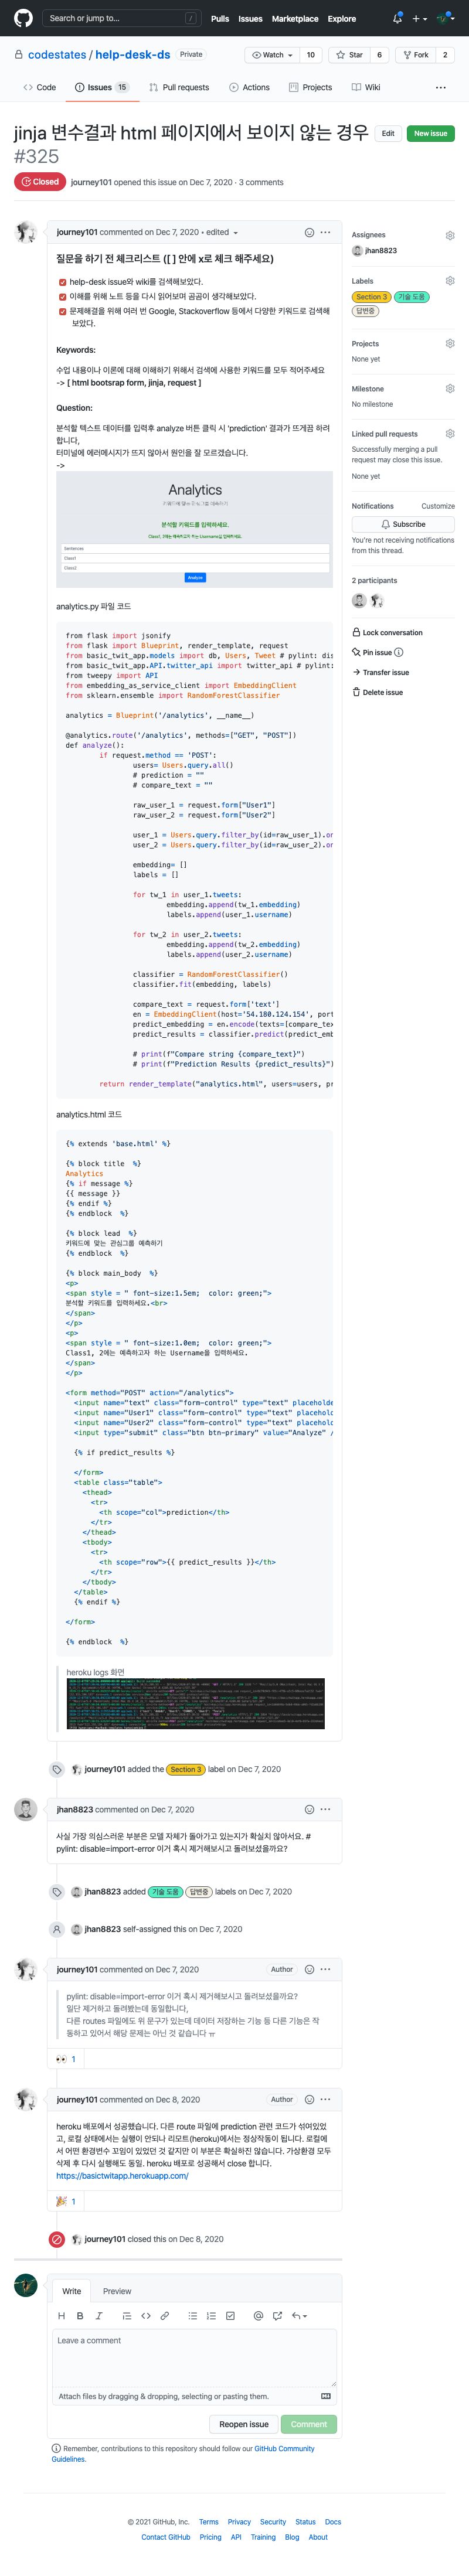 Search or jump to...
/
Pulls Issues Marketplace Explore
codestates / help-desk-ds Private
Watch 10 Star 6 Fork 2
Code Issues 15 Pull requests Actions Projects Wiki
jinja 변수결과 html 페이지에서 보이지 않는 경우
#325
Edit New issue
Closed journey101 opened this issue on Dec 7, 2020 · 3 comments
journey101 commented on Dec 7, 2020 • edited
질문을 하기 전 체크리스트 ([ ] 안에 x로 체크 해주세요)
help-desk issue와 wiki를 검색해보았다.
이해를 위해 노트 등을 다시 읽어보며 곰곰이 생각해보았다.
문제해결을 위해 여러 번 Google, Stackoverflow 등에서 다양한 키워드로 검색해
보았다.
Keywords:
수업 내용이나 이론에 대해 이해하기 위해서 검색에 사용한 키워드를 모두 적어주세요
-> [ html bootsrap form, jinja, request ]
Question:
분석할 텍스트 데이터를 입력후 analyze 버튼 클릭 시 'prediction' 결과가 뜨게끔 하려
합니다,
터미널에 에러메시지가 뜨지 않아서 원인을 잘 모르겠습니다.
->
Analytics
키워드에 맞는 관심그룹 예측하기
분석할 키워드를 입력하세요.
Class1, 2에는 예측하고자 하는 Username을 입력하세요.
Sentences
Class1
Class2
Analyze
analytics.py 파일 코드
from flask import jsonify
from flask import Blueprint, render_template, request
from basic_twit_app.models import db, Users, Tweet # pylint: dis
from basic_twit_app.API.twitter_api import twitter_api # pylint:
from tweepy import API
from embedding_as_service_client import EmbeddingClient
from sklearn.ensemble import RandomForestClassifier
analytics = Blueprint('/analytics', __name__)
@analytics.route('/analytics', methods=["GET", "POST"])
def analyze():
if request.method == 'POST':
users= Users.query.all()
# prediction = ""
# compare_text = ""
raw_user_1 = request.form["User1"]
raw_user_2 = request.form["User2"]
user_1 = Users.query.filter_by(id=raw_user_1).on
user_2 = Users.query.filter_by(id=raw_user_2).on
embedding= []
labels = []
for tw_1 in user_1.tweets:
embedding.append(tw_1.embedding)
labels.append(user_1.username)
for tw_2 in user_2.tweets:
embedding.append(tw_2.embedding)
labels.append(user_2.username)
classifier = RandomForestClassifier()
classifier.fit(embedding, labels)
compare_text = request.form['text']
en = EmbeddingClient(host='54.180.124.154', port
predict_embedding = en.encode(texts=[compare_tex
predict_results = classifier.predict(predict_emb
# print(f"Compare string {compare_text}")
# print(f"Prediction Results {predict_results}")
return render_template("analytics.html", users=users, pr
analytics.html 코드
{% extends 'base.html' %}
{% block title  %}
Analytics
{% if message %}
{{ message }}
{% endif %}
{% endblock  %}
{% block lead  %}
키워드에 맞는 관심그룹 예측하기
{% endblock  %}
{% block main_body  %}
<p>
<span style = " font-size:1.5em;  color: green;">
분석할 키워드를 입력하세요.<br>
</span>
</p>
<p>
<span style = " font-size:1.0em;  color: green;">
Class1, 2에는 예측하고자 하는 Username을 입력하세요.
</span>
</p>
<form method="POST" action="/analytics">
<input name="text" class="form-control" type="text" placeholde
<input name="User1" class="form-control" type="text" placehold
<input name="User2" class="form-control" type="text" placehold
<input type="submit" class="btn btn-primary" value="Analyze" /
{% if predict_results %}
</form>
<table class="table">
<thead>
<tr>
<th scope="col">prediction</th>
</tr>
</thead>
<tbody>
<tr>
<th scope="row">{{ predict_results }}</th>
</tr>
</tbody>
</table>
{% endif %}
</form>
{% endblock  %}
heroku logs 화면
journey101 added the Section 3 label on Dec 7, 2020
jhan8823 commented on Dec 7, 2020
사실 가장 의심스러운 부분은 모델 자체가 돌아가고 있는지가 확실치 않아서요. #
pylint: disable=import-error 이거 혹시 제거해보시고 돌려보셨을까요?
jhan8823 added 기술 도움 답변중 labels on Dec 7, 2020
jhan8823 self-assigned this on Dec 7, 2020
journey101 commented on Dec 7, 2020 Author
pylint: disable=import-error 이거 혹시 제거해보시고 돌려보셨을까요?
일단 제거하고 돌려봤는데 동일합니다,
다른 routes 파일에도 위 문구가 있는데 데이터 저장하는 기능 등 다른 기능은 작
동하고 있어서 해당 문제는 아닌 것 같습니다 ㅠ
👀 1
journey101 commented on Dec 8, 2020 Author
heroku 배포에서 성공했습니다. 다른 route 파일에 prediction 관련 코드가 섞여있었
고, 로컬 상태에서는 실행이 안되나 리모트(heroku)에서는 정상작동이 됩니다. 로컬에
서 어떤 환경변수 꼬임이 있었던 것 같지만 이 부분은 확실하진 않습니다. 가상환경 모두
삭제 후 다시 실행해도 동일. heroku 배포로 성공해서 close 합니다.
https://basictwitapp.herokuapp.com/
🎉 1
journey101 closed this on Dec 8, 2020
Write Preview
Leave a comment
Attach files by dragging & dropping, selecting or pasting them.
Reopen issue Comment
Remember, contributions to this repository should follow our GitHub Community
Guidelines.
Assignees
jhan8823
Labels
Section 3 기술 도움
답변중
Projects
None yet
Milestone
No milestone
Linked pull requests
Successfully merging a pull
request may close this issue.
None yet
Notifications Customize
Subscribe
You're not receiving notifications
from this thread.
2 participants
Lock conversation
Pin issue
Transfer issue
Delete issue
© 2021 GitHub, Inc. Terms Privacy Security Status Docs
Contact GitHub Pricing API Training Blog About